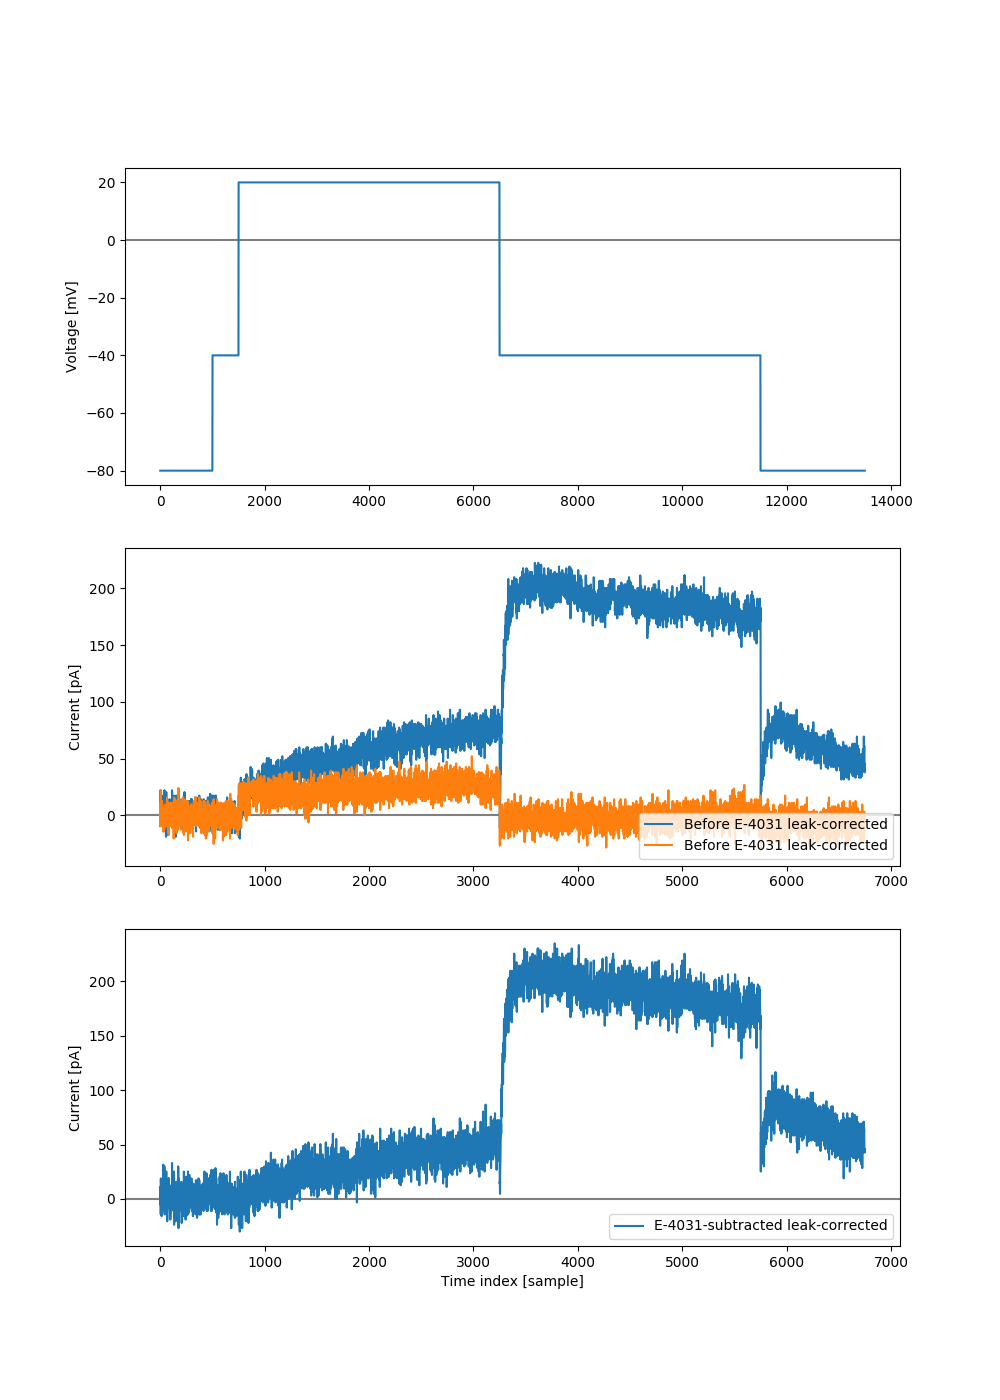 20
0
−20
−40
−60
−80
Voltage [mV]
0 2000 4000 6000 8000 10000 12000 14000
200
150
100
50
0
Current [pA]
Before E-4031 leak-corrected
Before E-4031 leak-corrected
0 1000 2000 3000 4000 5000 6000 7000
200
150
100
50
0
Current [pA]
E-4031-subtracted leak-corrected
0 1000 2000 3000 4000 5000 6000 7000
Time index [sample]